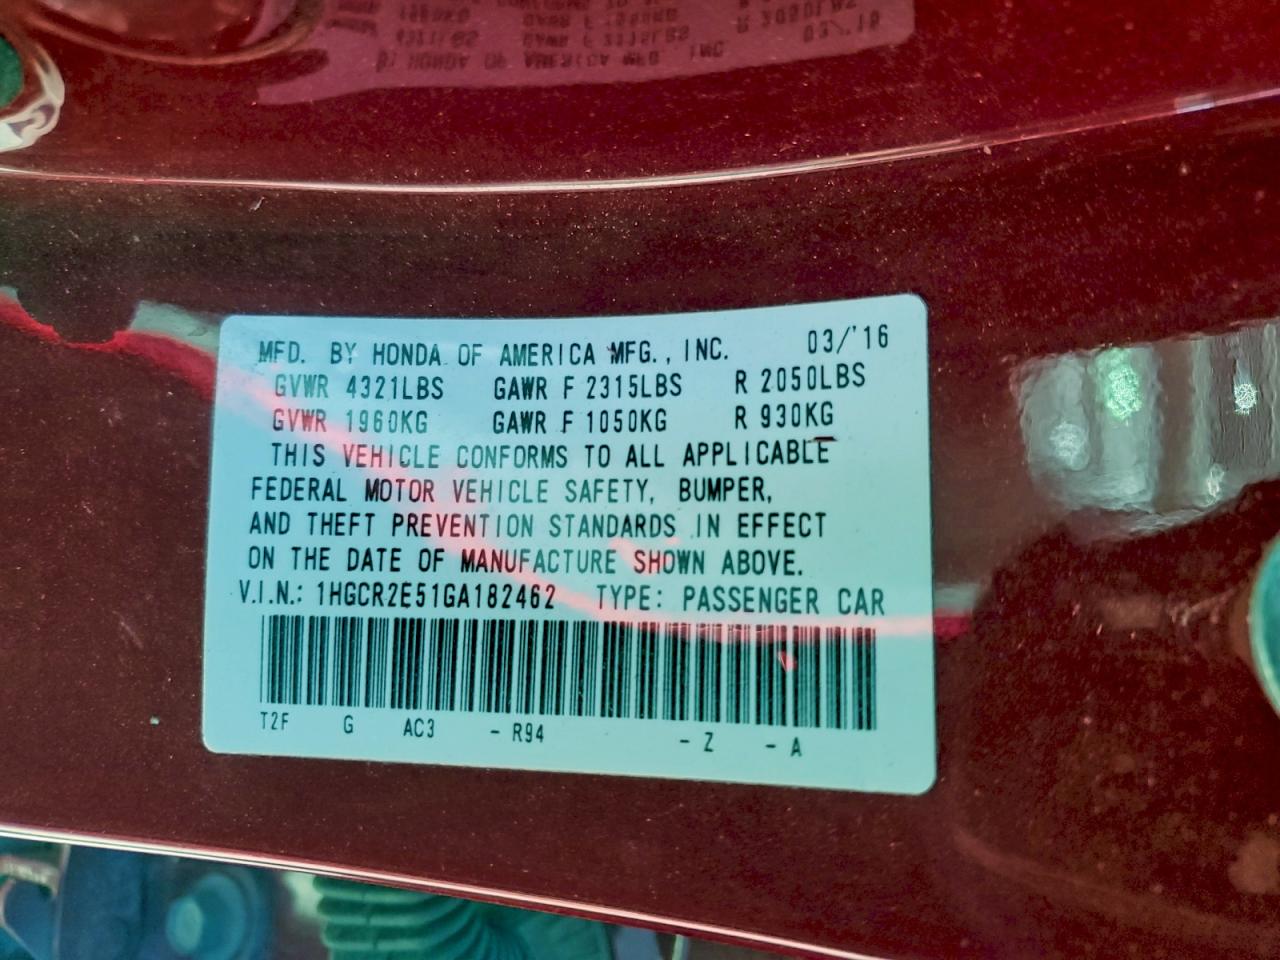 MFD. BY HONDA OF AMERICA MFG., INC. 03/'16
GVWR 4321LBS GAWR F 2315LBS R 2050LBS
GVWR 1960KG GAWR F 1050KG R 930KG
THIS VEHICLE CONFORMS TO ALL APPLICABLE
FEDERAL MOTOR VEHICLE SAFETY, BUMPER,
AND THEFT PREVENTION STANDARDS IN EFFECT
ON THE DATE OF MANUFACTURE SHOWN ABOVE.
V.I.N.: 1HGCR2E51GA182462 TYPE: PASSENGER CAR
T2F G AC3 - R94 - Z - A